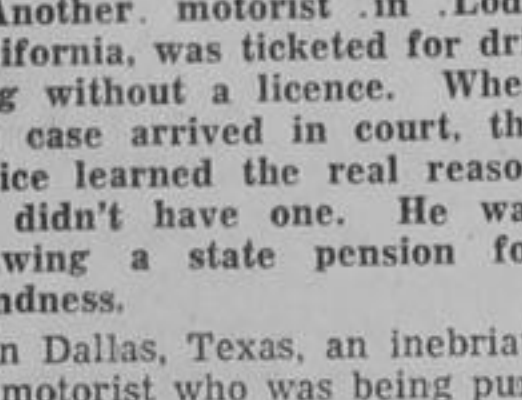 Another. motorist .in .Lou
ifornia, was ticketed for dr
g without a licence. Whe
case arrived in court, th
ice learned the real reaso
didn't have one. He wa
wing a state pension fo
ndness.
n Dallas, Texas, an inebria
motorist who was being pu